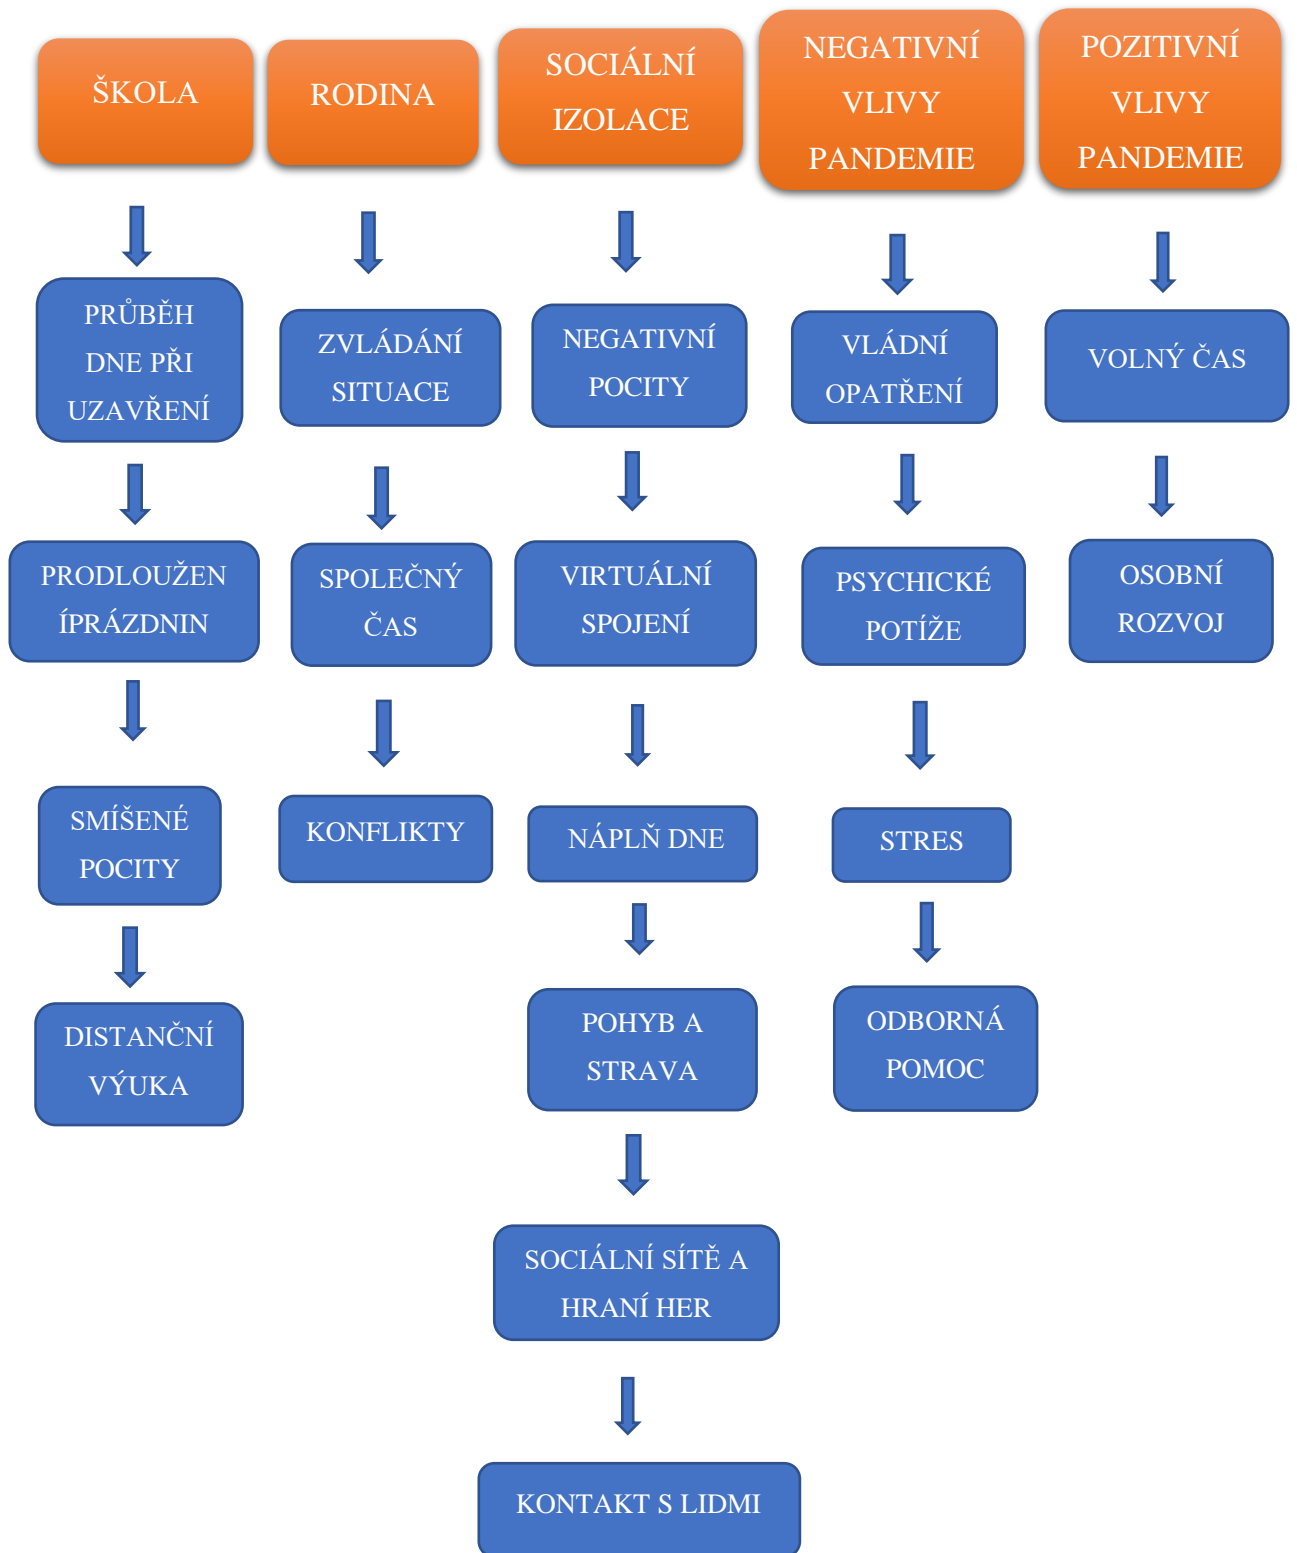 ŠKOLA
PRŮBĚH
DNE PŘI
UZAVŘENÍ
PRODLOUŽEN
ÍPRÁZDNIN
SMÍŠENÉ
POCITY
DISTANČNÍ
VÝUKA
RODINA
ZVLÁDÁNÍ
SITUACE
SPOLEČNÝ
ČAS
KONFLIKTY
SOCIÁLNÍ
IZOLACE
NEGATIVNÍ
POCITY
VIRTUÁLNÍ
SPOJENÍ
NÁPLŇ DNE
POHYB A
STRAVA
SOCIÁLNÍ SÍTĚ A
HRANÍ HER
KONTAKT S LIDMI
NEGATIVNÍ
VLIVY
PANDEMIE
VLÁDNÍ
OPATŘENÍ
PSYCHICKÉ
POTÍŽE
STRES
ODBORNÁ
POMOC
POZITIVNÍ
VLIVY
PANDEMIE
VOLNÝ ČAS
OSOBNÍ
ROZVOJ